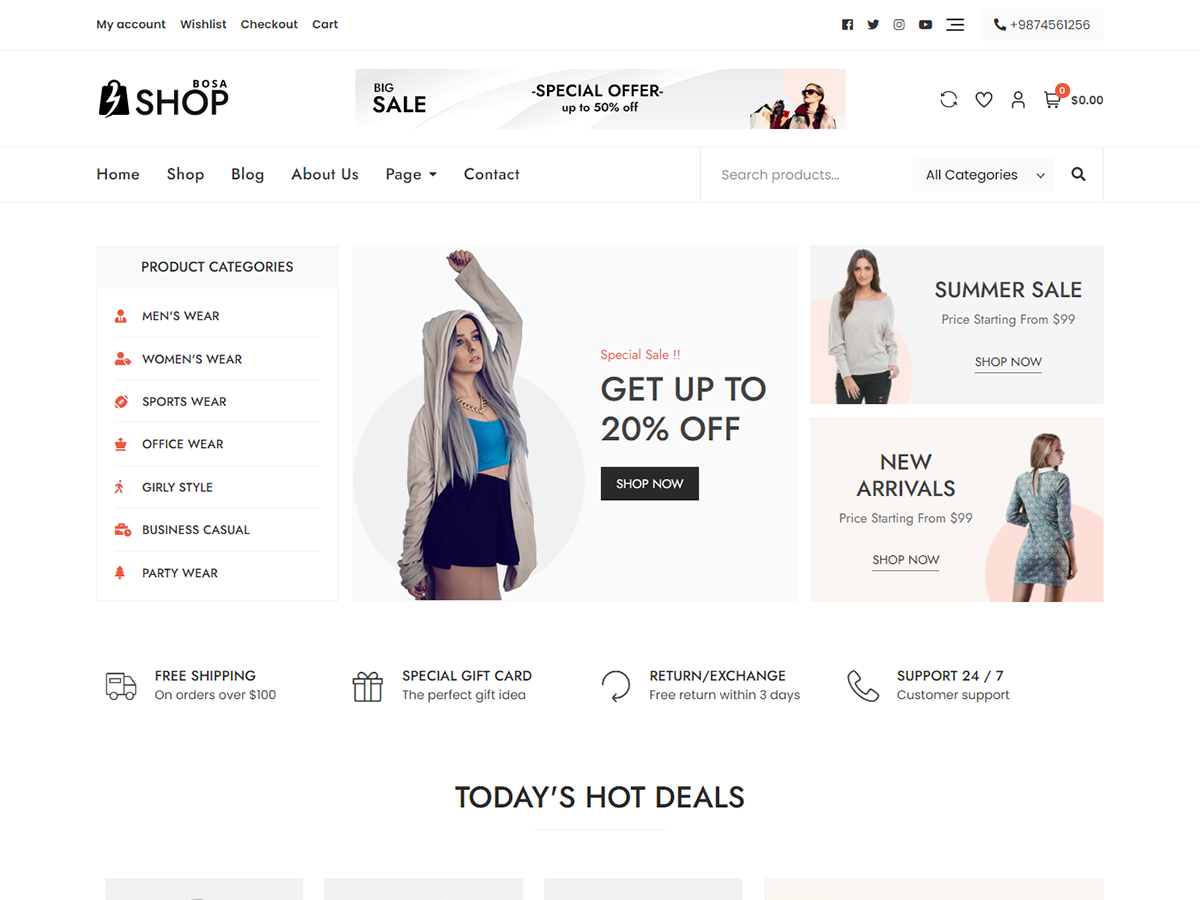 My account Wishlist Checkout Cart
+9874561256
BOSA
SHOP
BIG
SALE
-SPECIAL OFFER-
up to 50% off
0
$0.00
Home Shop Blog About Us Page Contact
Search products...
All Categories
PRODUCT CATEGORIES
MEN'S WEAR
WOMEN'S WEAR
SPORTS WEAR
OFFICE WEAR
GIRLY STYLE
BUSINESS CASUAL
PARTY WEAR
Special Sale !!
GET UP TO
20% OFF
SHOP NOW
SUMMER SALE
Price Starting From $99
SHOP NOW
NEW
ARRIVALS
Price Starting From $99
SHOP NOW
FREE SHIPPING
On orders over $100
SPECIAL GIFT CARD
The perfect gift idea
RETURN/EXCHANGE
Free return within 3 days
SUPPORT 24 / 7
Customer support
TODAY'S HOT DEALS